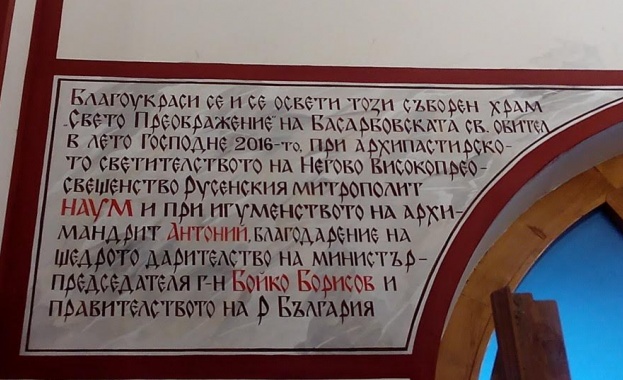 Благоукраси се и се освети този съборен храм
„Свето Преображение" на Басарбовската св. обител
в лето Господне 2016-то, при архипастирско-
то светителството на Негово Високопрео-
свещенство Русенския митрополит
НАУМ и при игуменството на архи-
мандрит Антоний, благодарение на
щедрото дарителство на министър-
председателя г-н Бойко Борисов и
правителството на Р България